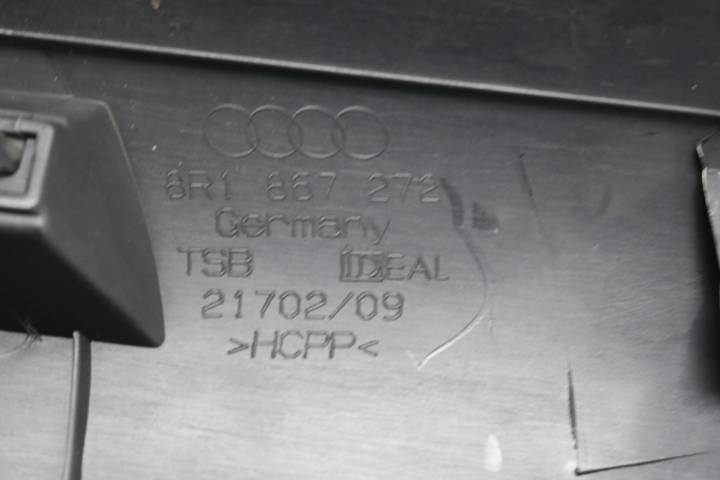 8R1 867 272
Germany
TSB IDEAL
21702/09
>HCPP<